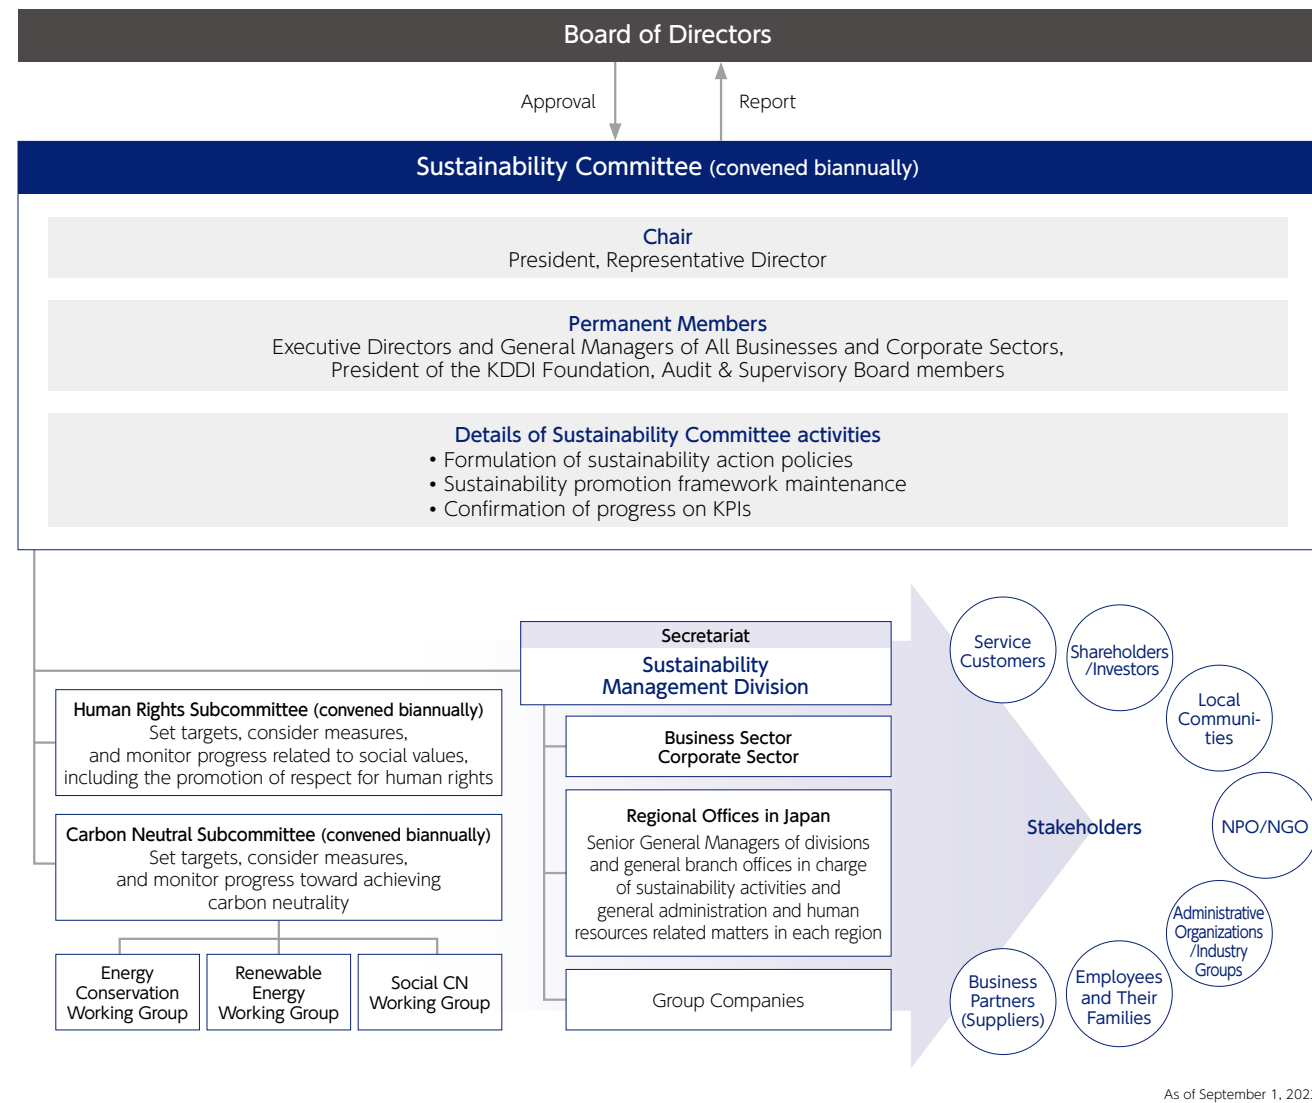 Board of Directors
Approval
Report
Sustainability Committee (convened biannually)
Chair
President, Representative Director
Permanent Members
Executive Directors and General Managers of All Businesses and Corporate Sectors,
President of the KDDI Foundation, Audit & Supervisory Board members
Details of Sustainability Committee activities
• Formulation of sustainability action policies
• Sustainability promotion framework maintenance
• Confirmation of progress on KPIs
Secretariat
Sustainability
Management Division
Human Rights Subcommittee (convened biannually)
Set targets, consider measures,
and monitor progress related to social values,
including the promotion of respect for human rights
Carbon Neutral Subcommittee (convened biannually)
Set targets, consider measures,
and monitor progress toward achieving
carbon neutrality
Energy
Conservation
Working Group
Renewable
Energy
Working Group
Social CN
Working Group
Business Sector
Corporate Sector
Regional Offices in Japan
Senior General Managers of divisions
and general branch offices in charge
of sustainability activities and
general administration and human
resources related matters in each region
Group Companies
Stakeholders
Service
Customers
Shareholders
/Investors
Local
Communi-
ties
NPO/NGO
Administrative
Organizations
/Industry
Groups
Employees
and Their
Families
Business
Partners
(Suppliers)
As of September 1,